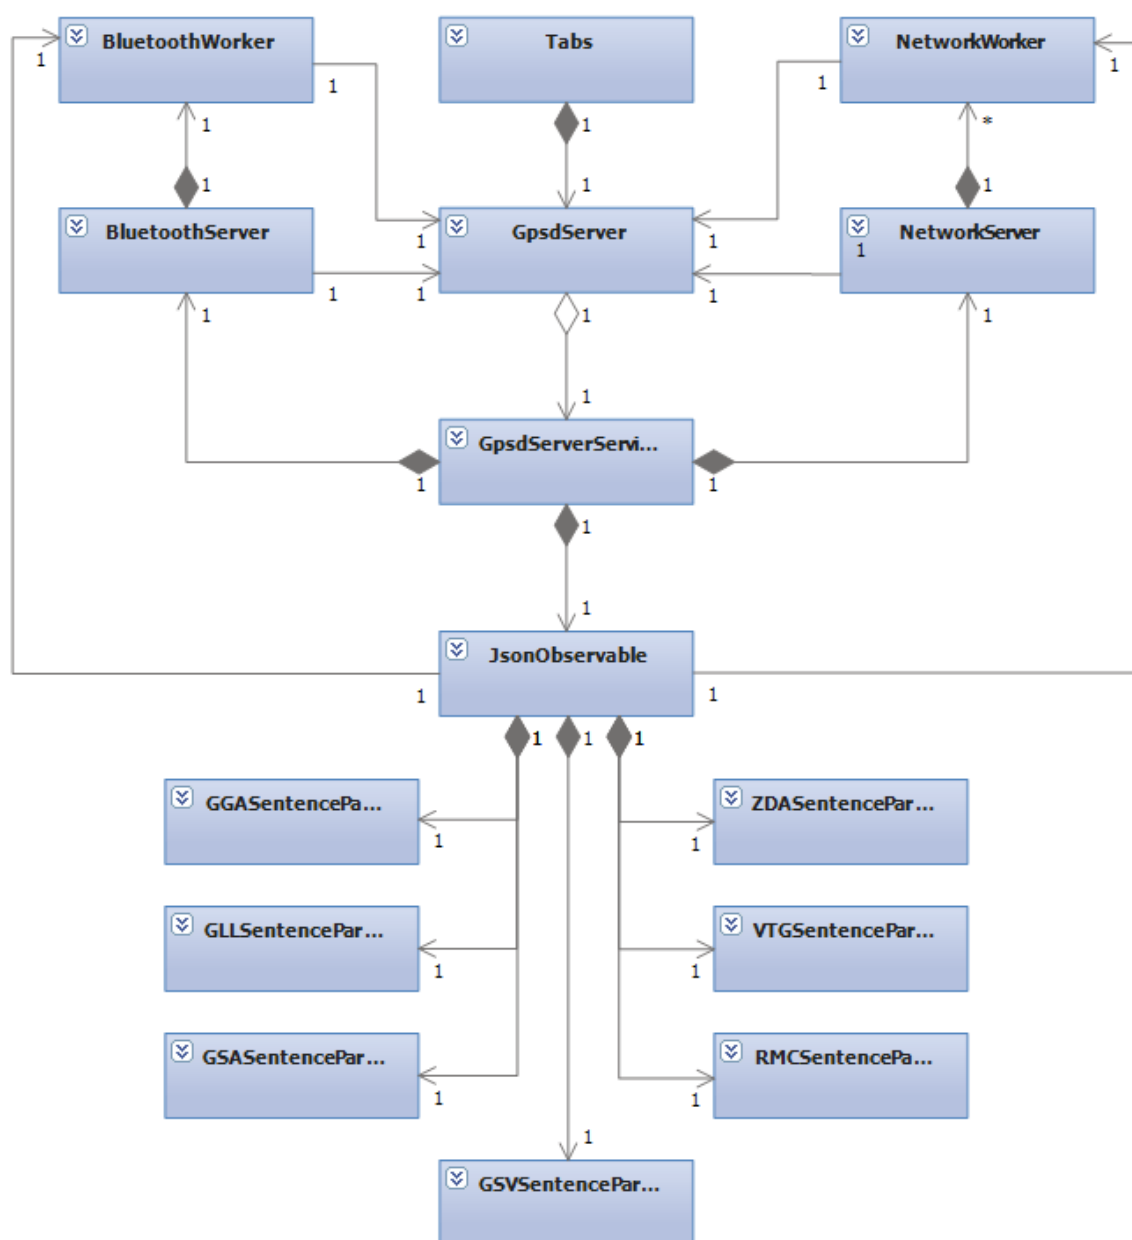 BluetoothWorker
Tabs
NetworkWorker
1
1
1
1
1
1
*
1
1
1
BluetoothServer
GpsdServer
NetworkServer
1
1
1
1
1
1
1
1
1
1
GpsdServerServi...
1
1
1
1
JsonObservable
1
1
1
1
1
GGASentencePa...
ZDASentencePar...
1
1
GLLSentencePar...
VTGSentencePar...
1
1
GSASentencePar...
RMCSentencePa...
1
1
1
GSVSentencePar...